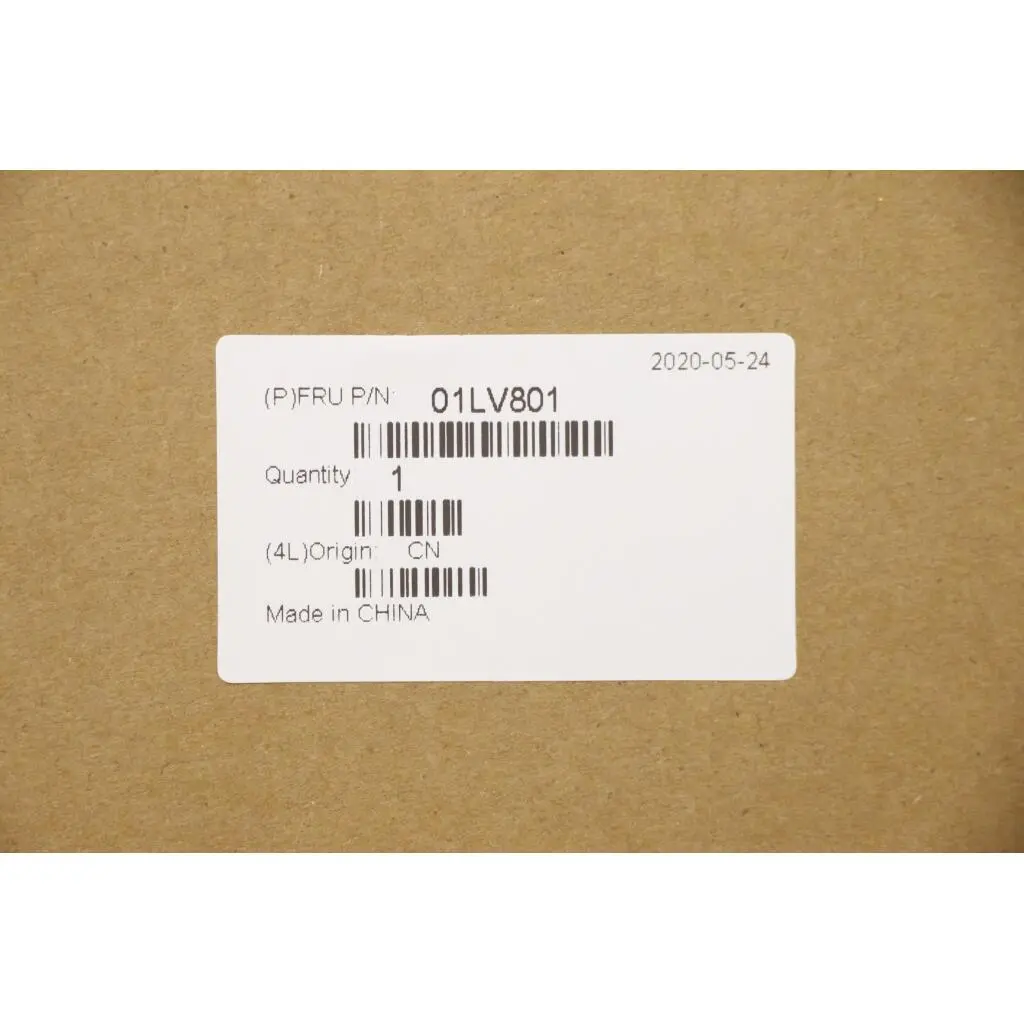 2020-05-24
(P)FRU P/N: 01LV801
Quantity 1
(4L)Origin: CN
Made in CHINA